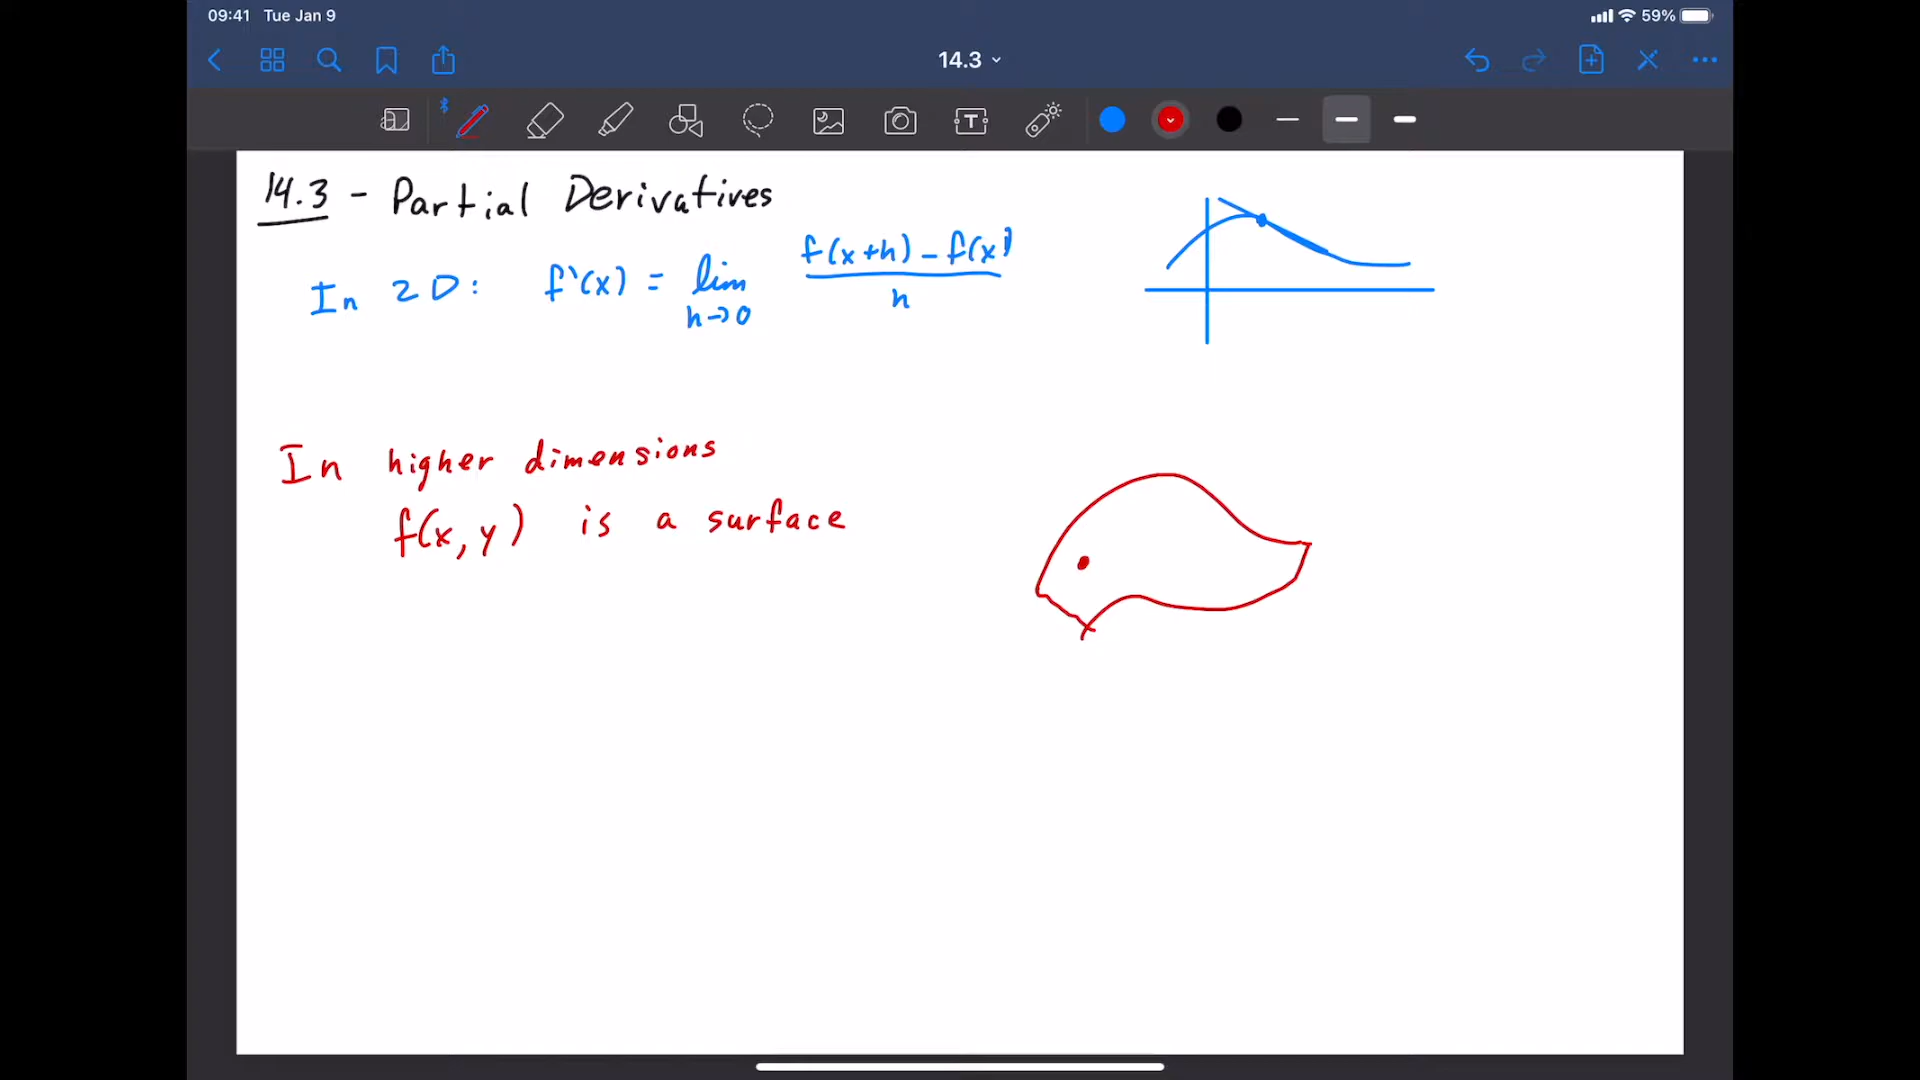 09:41 Tue Jan 9
59%
14.3
14.3 - Partial Derivatives
In 2D: f'(x) = lim h→0 f(x+h) - f(x) / h
In higher dimensions
f(x, y) is a surface